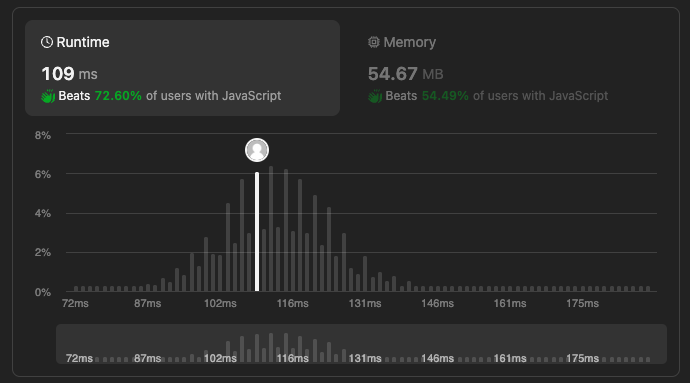 Runtime
109 ms
Beats 72.60% of users with JavaScript
Memory
54.67 MB
Beats 54.49% of users with JavaScript
8%
6%
4%
2%
0%
72ms 87ms 102ms 116ms 131ms 146ms 161ms 175ms
72ms 87ms 102ms 116ms 131ms 146ms 161ms 175ms